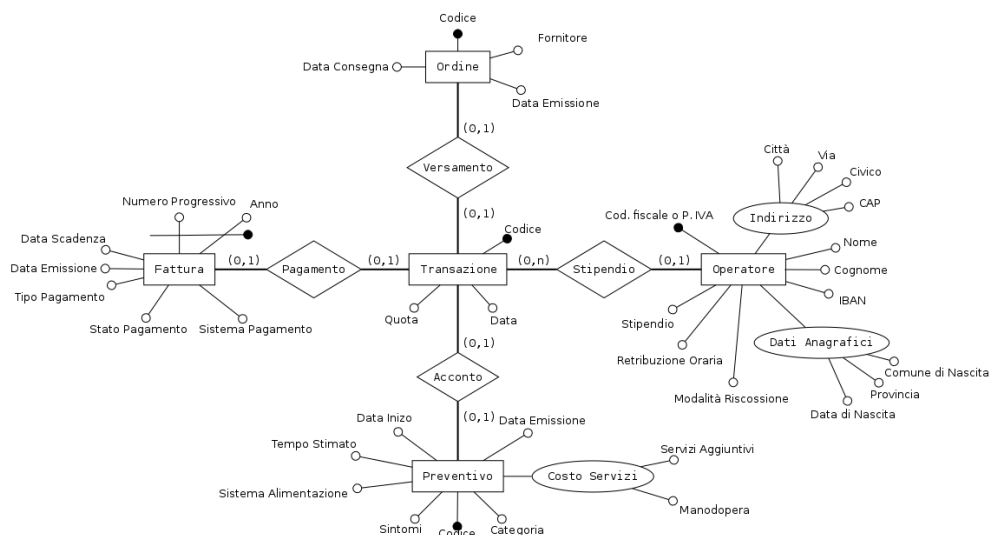 Codice
Fornitore
Ordine
Data Consegna
Data Emissione
(0,1)
Versamento
(0,1)
Città
Via
Civico
CAP
Indirizzo
Numero Progressivo
Anno
Cod. fiscale o P. IVA
Codice
Data Scadenza
Nome
Data Emissione
Fattura
(0,1)
Pagamento
(0,1)
Transazione
(0,n)
Stipendio
(0,1)
Operatore
Cognome
Tipo Pagamento
IBAN
Stato Pagamento
Sistema Pagamento
Quota
Data
Stipendio
(0,1)
Dati Anagrafici
Retribuzione Oraria
Comune di Nascita
Acconto
Provincia
Modalità Riscossione
Data di Nascita
(0,1)
Data Inizo
Data Emissione
Tempo Stimato
Servizi Aggiuntivi
Preventivo
Costo Servizi
Sistema Alimentazione
Manodopera
Sintomi
Codice
Categoria